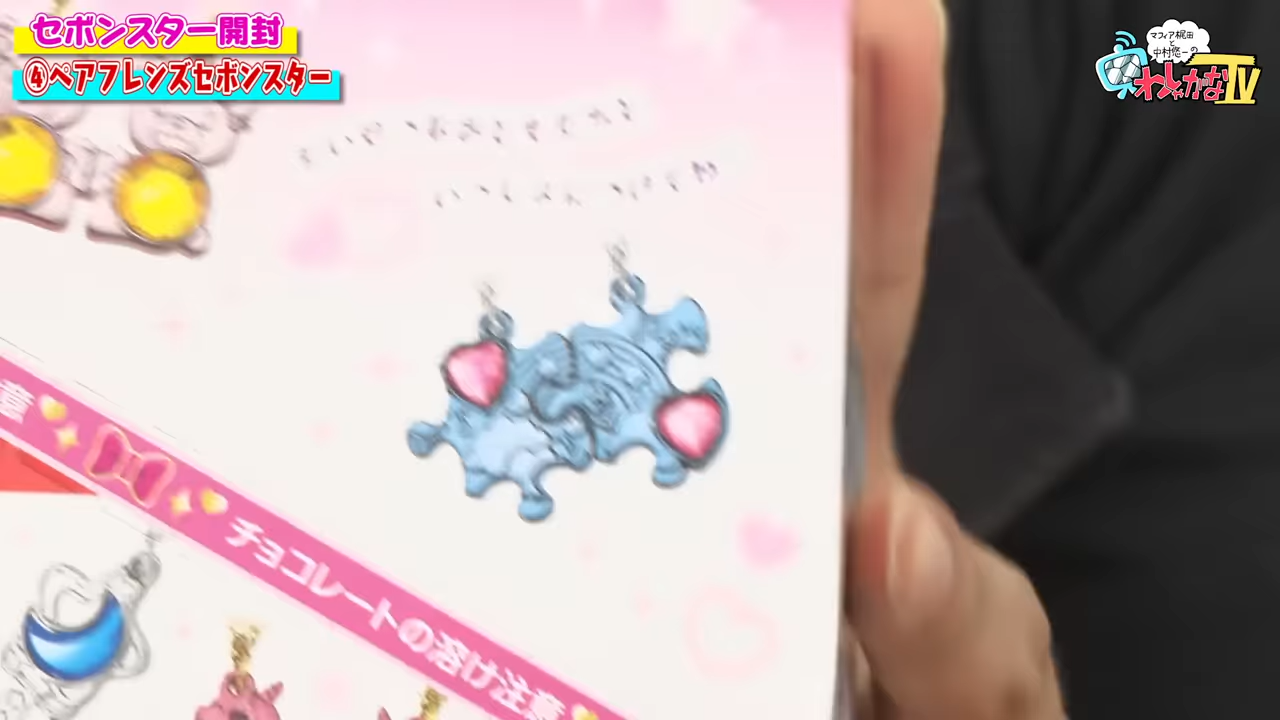 セボンスター開封
④ペアフレンズセボンスター
マフィア梶田
と
中村悠一の
わしゃがなTV
意
チョコレートの溶け注意